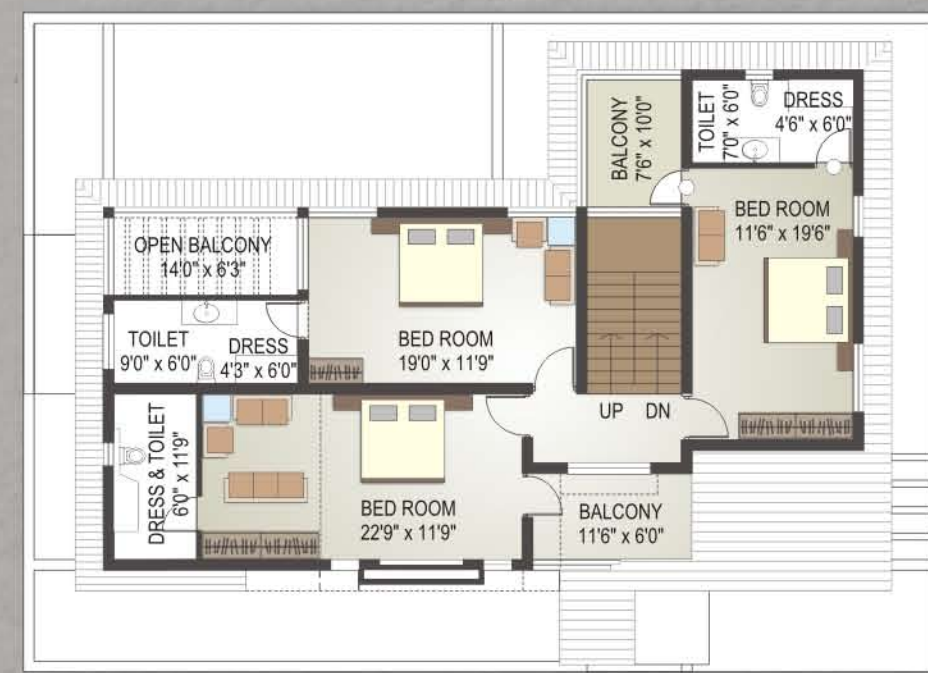 BALCONY
7'6" x 10'0"
TOILET
7'0" x 6'0"
DRESS
4'6" x 6'0"
BED ROOM
11'6" x 19'6"
OPEN BALCONY
14'0" x 6'3"
TOILET
9'0" x 6'0"
DRESS
4'3" x 6'0"
BED ROOM
19'0" x 11'9"
UP DN
DRESS & TOILET
6'0" x 11'9"
BED ROOM
22'9" x 11'9"
BALCONY
11'6" x 6'0"